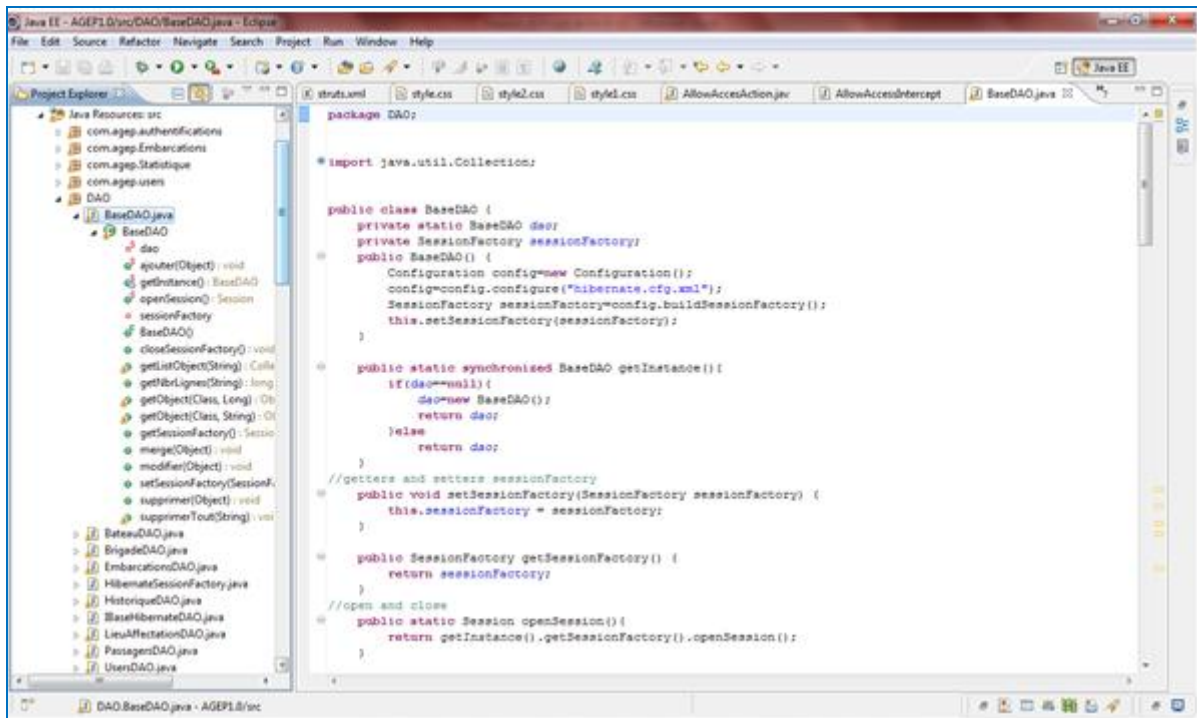 Java EE - AGEP1.0/src/DAO/BaseDAO.java - Eclipse
File Edit Source Refactor Navigate Search Project Run Window Help
Java EE
Project Explorer
struts.xml
style.css
style2.css
style1.css
AllowAccesAction.jav
AllowAccessIntercept
BaseDAO.java
Java Resources: src
com.agep.authentifications
com.agep.Embarcations
com.agep.Statistique
com.agep.users
DAO
BaseDAO.java
BaseDAO
dao
ajouter(Object) : void
getInstance() : BaseDAO
openSession() : Session
sessionFactory
BaseDAO()
closeSessionFactory() : void
getListObject(String) : Colle
getNbrLignes(String) : long
getObject(Class, Long) : Ob
getObject(Class, String) : O
getSessionFactory() : Sessio
merge(Object) : void
modifier(Object) : void
setSessionFactory(SessionF
supprimer(Object) : void
supprimerTout(String) : voi
BateauDAO.java
BrigadeDAO.java
EmbarcationsDAO.java
HibernateSessionFactory.java
HistoriqueDAO.java
IBaseHibernateDAO.java
LieuAffectationDAO.java
PassagersDAO.java
UsersDAO.java
package DAO;
import java.util.Collection;
public class BaseDAO {
private static BaseDAO dao;
private SessionFactory sessionFactory;
public BaseDAO() {
Configuration config=new Configuration();
config=config.configure("hibernate.cfg.xml");
SessionFactory sessionFactory=config.buildSessionFactory();
this.setSessionFactory(sessionFactory);
}
public static synchronized BaseDAO getInstance(){
if(dao==null){
dao=new BaseDAO();
return dao;
}else
return dao;
}
//getters and setters sessionFactory
public void setSessionFactory(SessionFactory sessionFactory) {
this.sessionFactory = sessionFactory;
}
public SessionFactory getSessionFactory() {
return sessionFactory;
}
//open and close
public static Session openSession(){
return getInstance().getSessionFactory().openSession();
}
DAO.BaseDAO.java - AGEP1.0/src